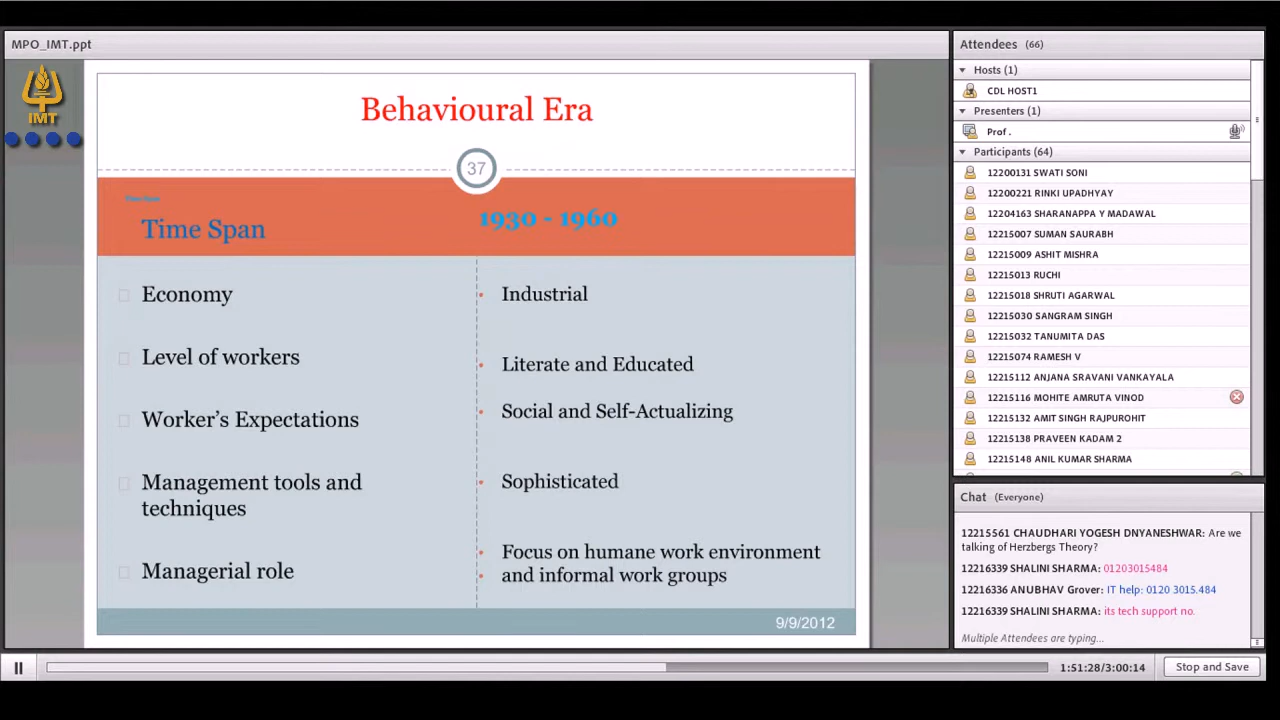 MPO_IMT.ppt
IMT
Behavioural Era
37
Time Span
1930 - 1960
Economy
Industrial
Level of workers
Literate and Educated
Worker’s Expectations
Social and Self-Actualizing
Management tools and
techniques
Sophisticated
Managerial role
Focus on humane work environment
and informal work groups
9/9/2012
Attendees (66)
Hosts (1)
CDL HOST1
Presenters (1)
Prof .
Participants (64)
12200131 SWATI SONI
12200221 RINKI UPADHYAY
12204163 SHARANAPPA Y MADAWAL
12215007 SUMAN SAURABH
12215009 ASHIT MISHRA
12215013 RUCHI
12215018 SHRUTI AGARWAL
12215030 SANGRAM SINGH
12215032 TANUMITA DAS
12215074 RAMESH V
12215112 ANJANA SRAVANI VANKAYALA
12215116 MOHITE AMRUTA VINOD
12215132 AMIT SINGH RAJPUROHIT
12215138 PRAVEEN KADAM 2
12215148 ANIL KUMAR SHARMA
Chat (Everyone)
12215561 CHAUDHARI YOGESH DNYANESHWAR: Are we
talking of Herzbergs Theory?
12216339 SHALINI SHARMA: 01203015484
12216336 ANUBHAV Grover: IT help: 0120 3015.484
12216339 SHALINI SHARMA: its tech support no.
Multiple Attendees are typing...
1:51:28/3:00:14
Stop and Save